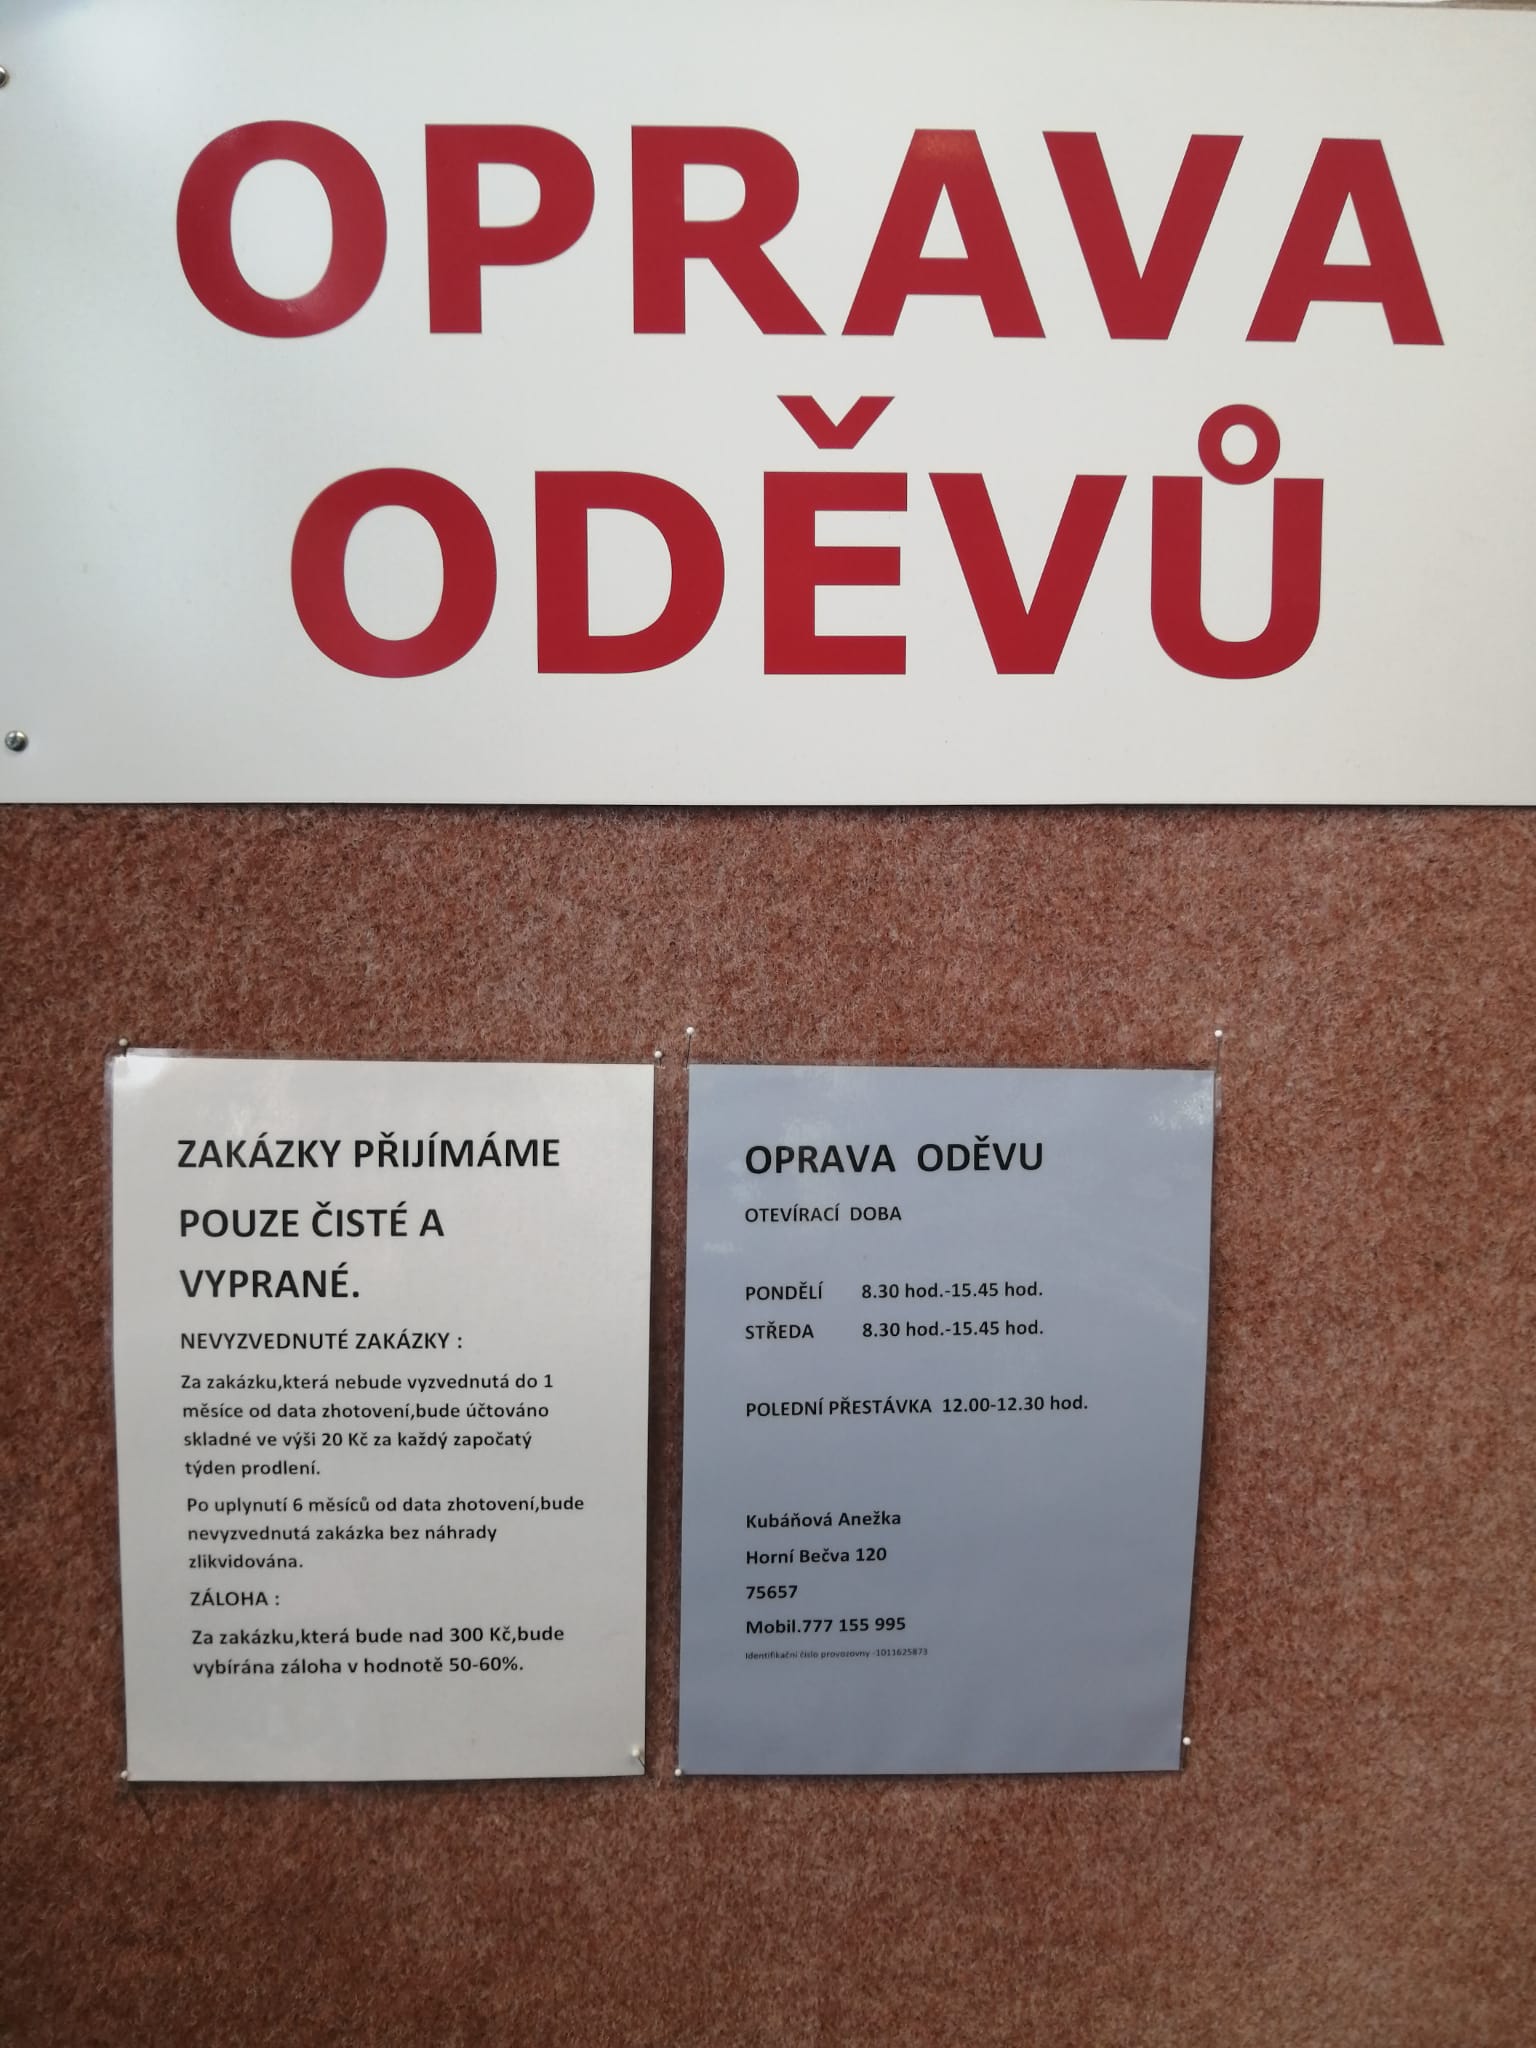 OPRAVA
ODĚVŮ
ZAKÁZKY PŘIJÍMÁME
POUZE ČISTÉ A
VYPRANÉ.
NEVYZVEDNUTÉ ZAKÁZKY :
Za zakázku,která nebude vyzvednutá do 1
měsíce od data zhotovení,bude účtováno
skladné ve výši 20 Kč za každý započatý
týden prodlení.
Po uplynutí 6 měsíců od data zhotovení,bude
nevyzvednutá zakázka bez náhrady
zlikvidována.
ZÁLOHA :
Za zakázku,která bude nad 300 Kč,bude
vybírána záloha v hodnotě 50-60%.
OPRAVA ODĚVU
OTEVÍRACÍ DOBA
PONDĚLÍ 8.30 hod.-15.45 hod.
STŘEDA 8.30 hod.-15.45 hod.
POLEDNÍ PŘESTÁVKA 12.00-12.30 hod.
Kubáňová Anežka
Horní Bečva 120
75657
Mobil.777 155 995
Identifikační číslo provozovny -1011625873